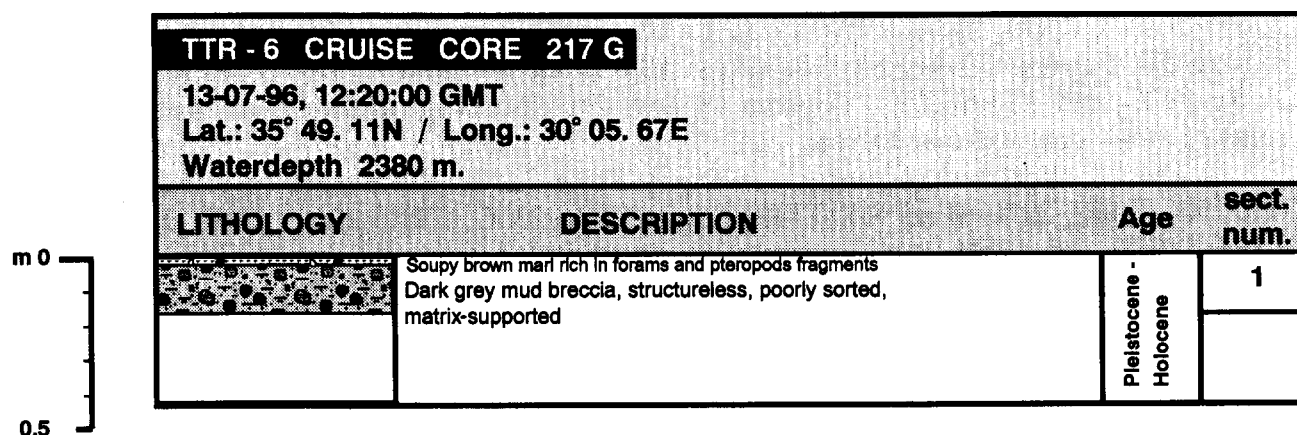 TTR - 6 CRUISE CORE 217 G
13-07-96, 12:20:00 GMT
Lat.: 35° 49. 11N / Long.: 30° 05. 67E
Waterdepth 2380 m.
LITHOLOGY DESCRIPTION Age sect. num.
m 0
Soupy brown marl rich in forams and pteropods fragments
Dark grey mud breccia, structureless, poorly sorted,
matrix-supported
Pleistocene -
Holocene
1
0.5